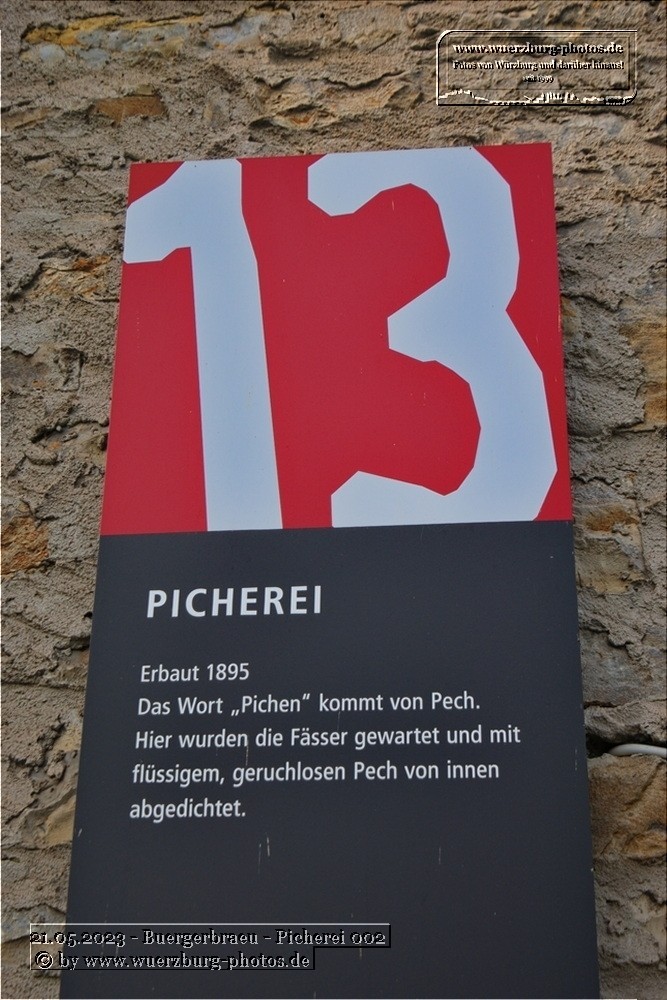 www.wuerzburg-photos.de
Fotos von Würzburg und darüber hinaus!
seit 1999
13
PICHEREI
Erbaut 1895
Das Wort „Pichen“ kommt von Pech.
Hier wurden die Fässer gewartet und mit
flüssigem, geruchlosen Pech von innen
abgedichtet.
21.05.2023 - Buergerbraeu - Picherei 002
© by www.wuerzburg-photos.de